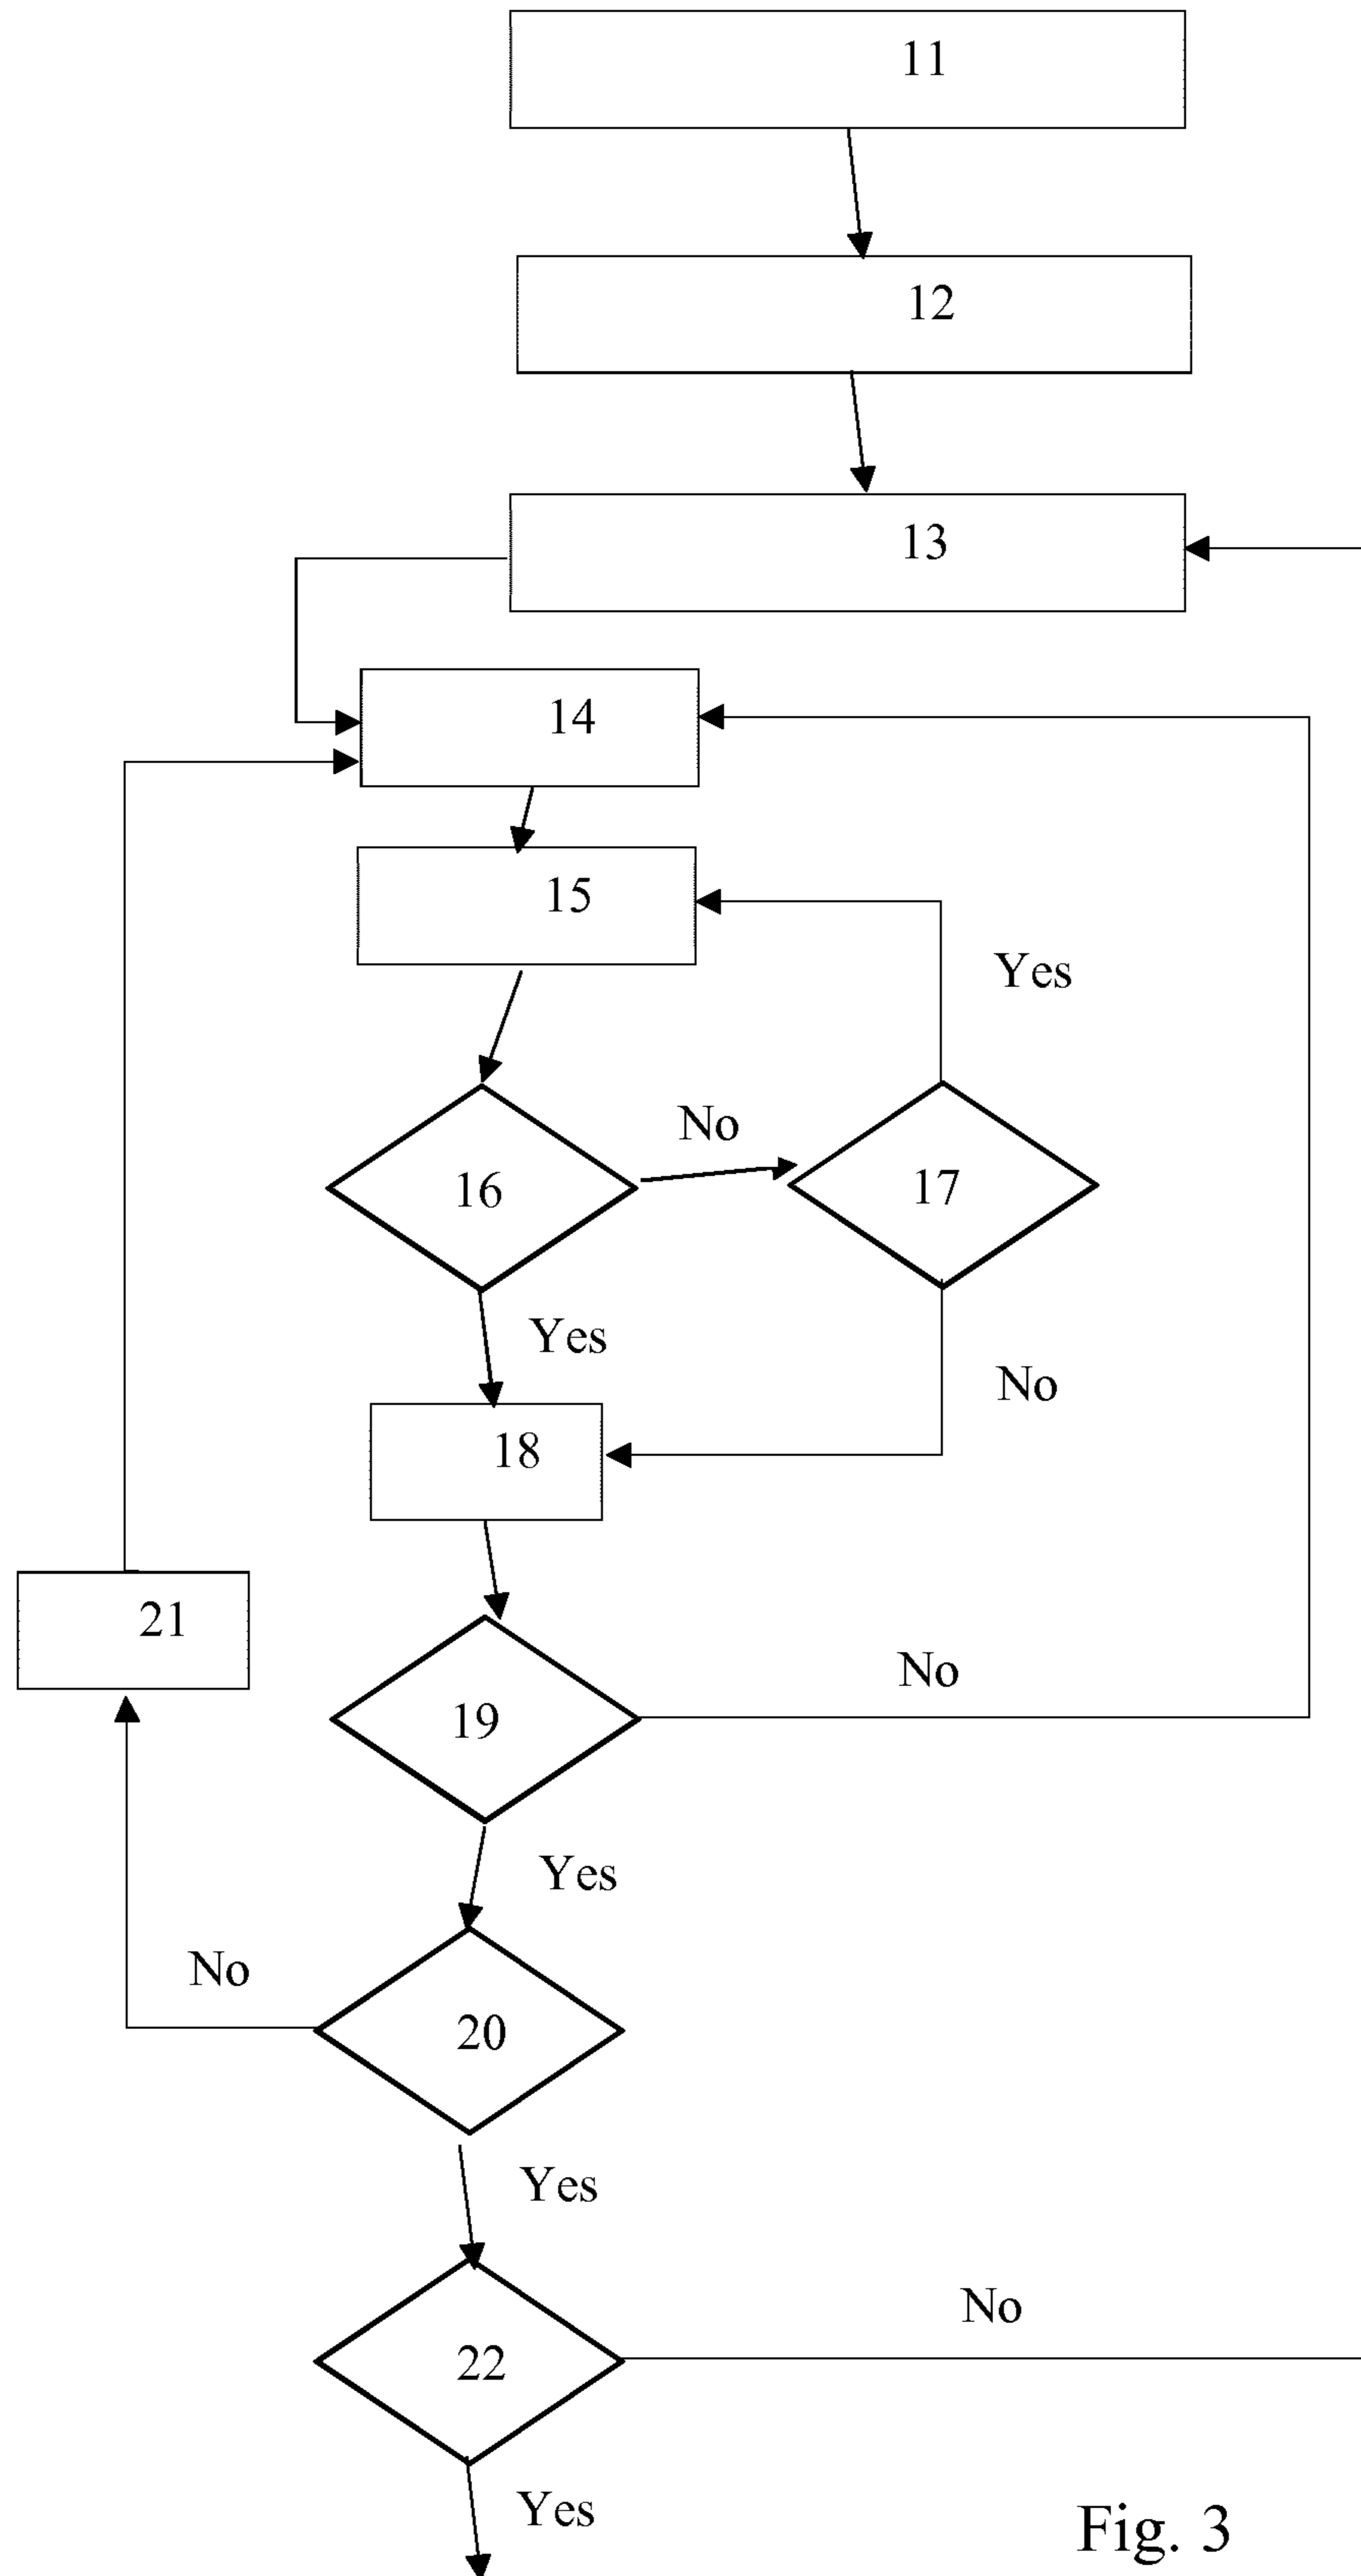 11
12
13
14
15
Yes
No
16
17
Yes
No
18
21
No
19
Yes
No
20
Yes
No
22
Yes
Fig. 3